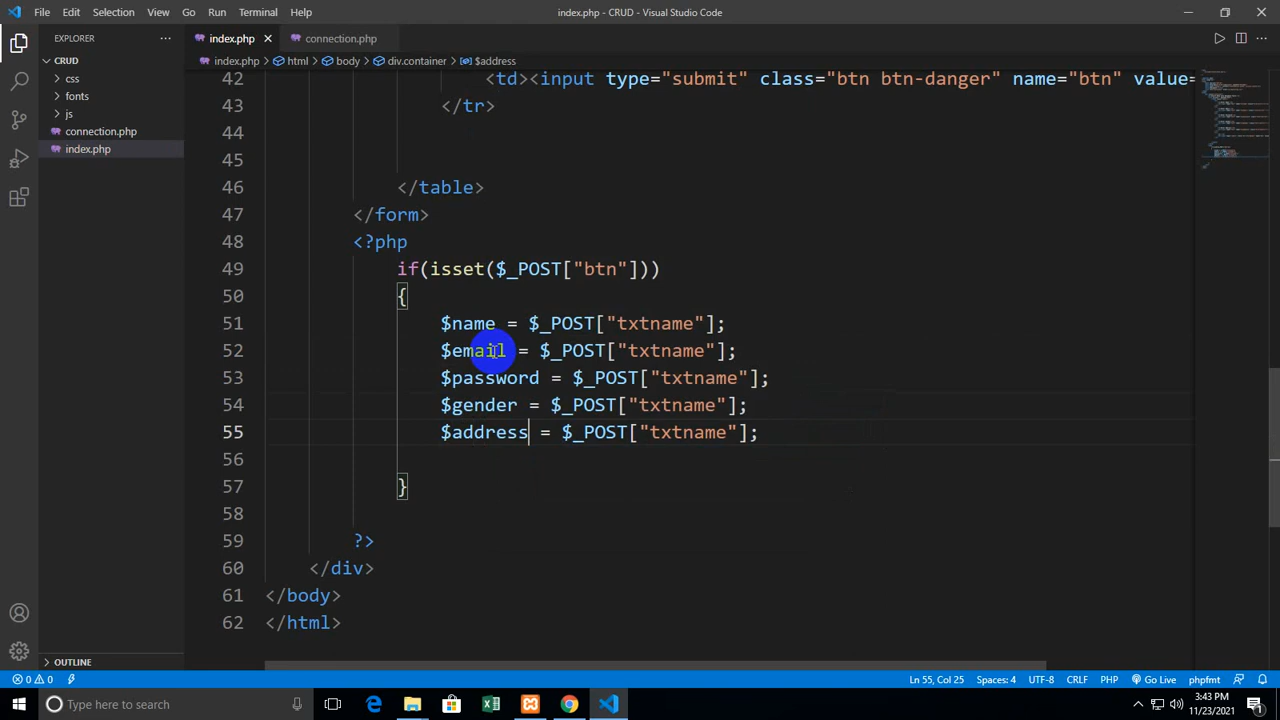 File Edit Selection View Go Run Terminal Help
index.php - CRUD - Visual Studio Code
EXPLORER
CRUD
css
fonts
js
connection.php
index.php
OUTLINE
index.php
connection.php
index.php > html > body > div.container > $address
42 <td><input type="submit" class="btn btn-danger" name="btn" value=
43 </tr>
44
45
46 </table>
47 </form>
48 <?php
49 if(isset($_POST["btn"]))
50 {
51 $name = $_POST["txtname"];
52 $email = $_POST["txtname"];
53 $password = $_POST["txtname"];
54 $gender = $_POST["txtname"];
55 $address = $_POST["txtname"];
56
57 }
58
59 ?>
60 </div>
61 </body>
62 </html>
0 0 Ln 55, Col 25 Spaces: 4 UTF-8 CRLF PHP Go Live phpfmt
Type here to search
3:43 PM
11/23/2021